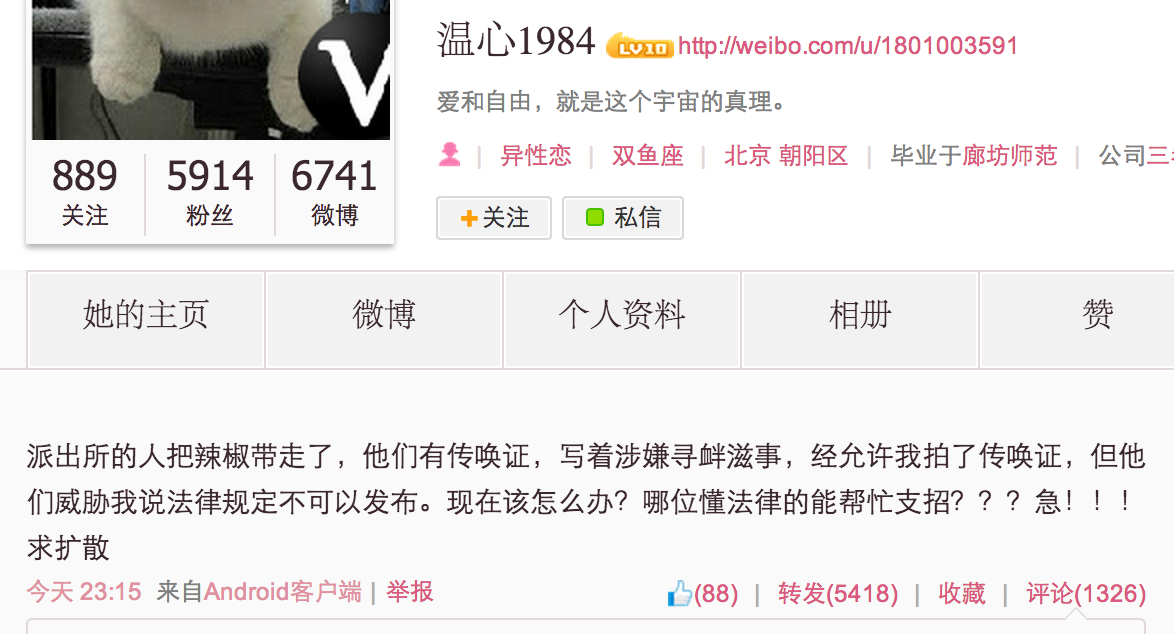 温心1984 LV10 http://weibo.com/u/1801003591
爱和自由，就是这个宇宙的真理。
异性恋 | 双鱼座 | 北京 朝阳区 | 毕业于廊坊师范 | 公司三
889 5914 6741
关注 粉丝 微博
+关注 私信
她的主页 微博 个人资料 相册 赞
派出所的人把辣椒带走了，他们有传唤证，写着涉嫌寻衅滋事，经允许我拍了传唤证，但他
们威胁我说法律规定不可以发布。现在该怎么办？哪位懂法律的能帮忙支招？？？急！！！
求扩散
今天 23:15 来自Android客户端 | 举报 (88) | 转发(5418) | 收藏 | 评论(1326)